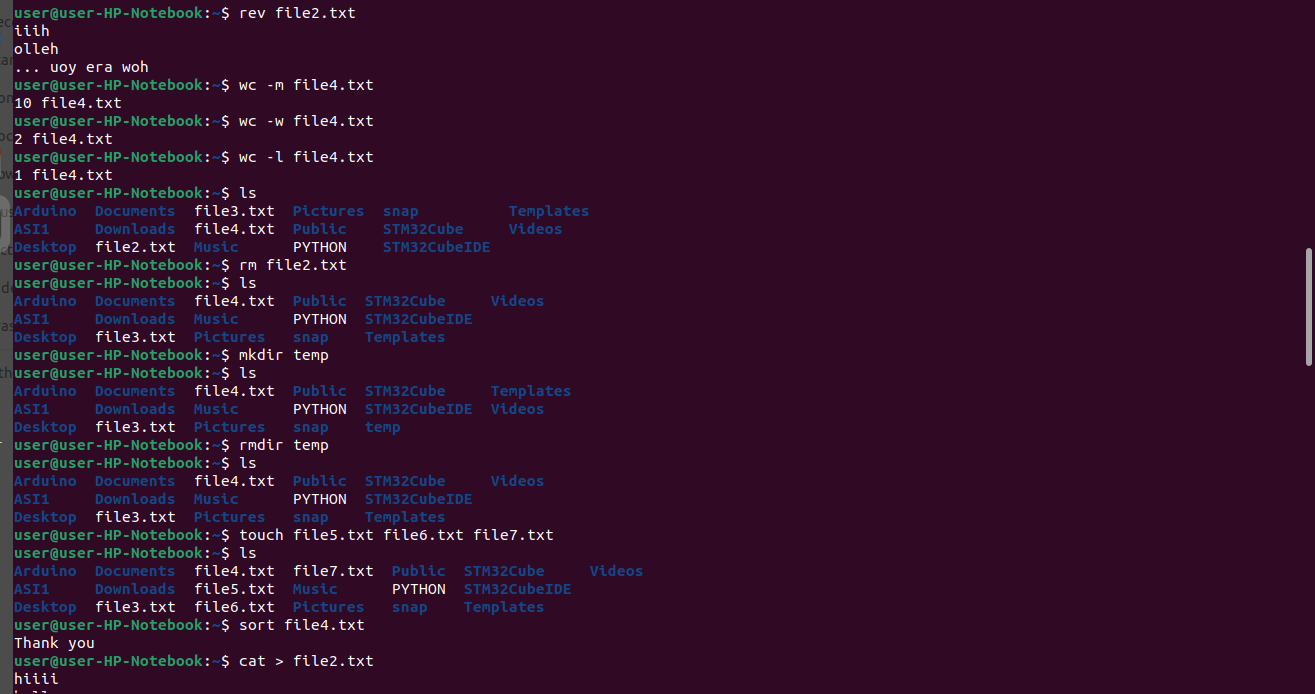 user@user-HP-Notebook:~$ rev file2.txt
iiih
olleh
... uoy era woh
user@user-HP-Notebook:~$ wc -m file4.txt
10 file4.txt
user@user-HP-Notebook:~$ wc -w file4.txt
2 file4.txt
user@user-HP-Notebook:~$ wc -l file4.txt
1 file4.txt
user@user-HP-Notebook:~$ ls
Arduino  Documents  file3.txt  Pictures  snap          Templates
ASI1     Downloads  file4.txt  Public    STM32Cube     Videos
Desktop  file2.txt  Music      PYTHON    STM32CubeIDE
user@user-HP-Notebook:~$ rm file2.txt
user@user-HP-Notebook:~$ ls
Arduino  Documents  file4.txt  Public    STM32Cube     Videos
ASI1     Downloads  Music      PYTHON  STM32CubeIDE
Desktop  file3.txt  Pictures   snap    Templates
user@user-HP-Notebook:~$ mkdir temp
user@user-HP-Notebook:~$ ls
Arduino  Documents  file4.txt  Public  STM32Cube     Templates
ASI1     Downloads  Music      PYTHON  STM32CubeIDE  Videos
Desktop  file3.txt  Pictures   snap    temp
user@user-HP-Notebook:~$ rmdir temp
user@user-HP-Notebook:~$ ls
Arduino  Documents  file4.txt  Public  STM32Cube     Videos
ASI1     Downloads  Music      PYTHON  STM32CubeIDE
Desktop  file3.txt  Pictures   snap    Templates
user@user-HP-Notebook:~$ touch file5.txt file6.txt file7.txt
user@user-HP-Notebook:~$ ls
Arduino  Documents  file4.txt  file7.txt  Public  STM32Cube     Videos
ASI1     Downloads  file5.txt  Music      PYTHON  STM32CubeIDE
Desktop  file3.txt  file6.txt  Pictures   snap    Templates
user@user-HP-Notebook:~$ sort file4.txt
Thank you
user@user-HP-Notebook:~$ cat > file2.txt
hiiii